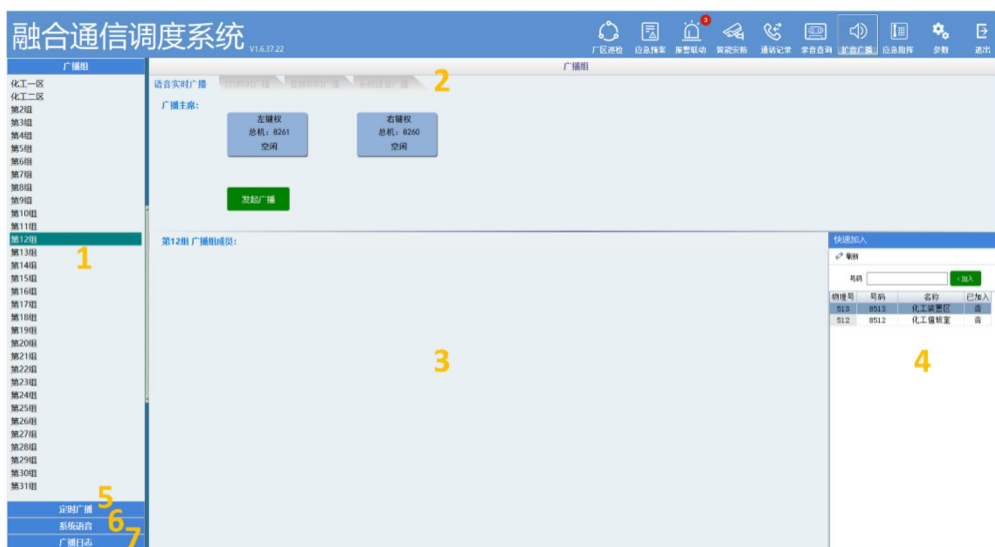 融合通信调度系统 V1.6.37.22
3
厂区巡检 应急预案 报警联动 智能安防 通话记录 录音查询 扩音广播 应急指挥 参数 退出
广播组
广播组
化工一区
化工二区
第2组
第3组
第4组
第5组
第6组
第7组
第8组
第9组
第10组
第11组
第12组
第13组
第14组
第15组
第16组
第17组
第18组
第19组
第20组
第21组
第22组
第23组
第24组
第25组
第26组
第27组
第28组
第29组
第30组
第31组
1
定时广播
5
系统语音
6
广播日志
7
语音实时广播
2
广播主席：
左键权
总机：8261
空闲
右键权
总机：8260
空闲
发起广播
第12组 广播组成员：
3
快速加入
刷新
号码 <加入
物理号 号码 名称 已加入
513 8513 化工装置区 否
512 8512 化工值班室 否
4